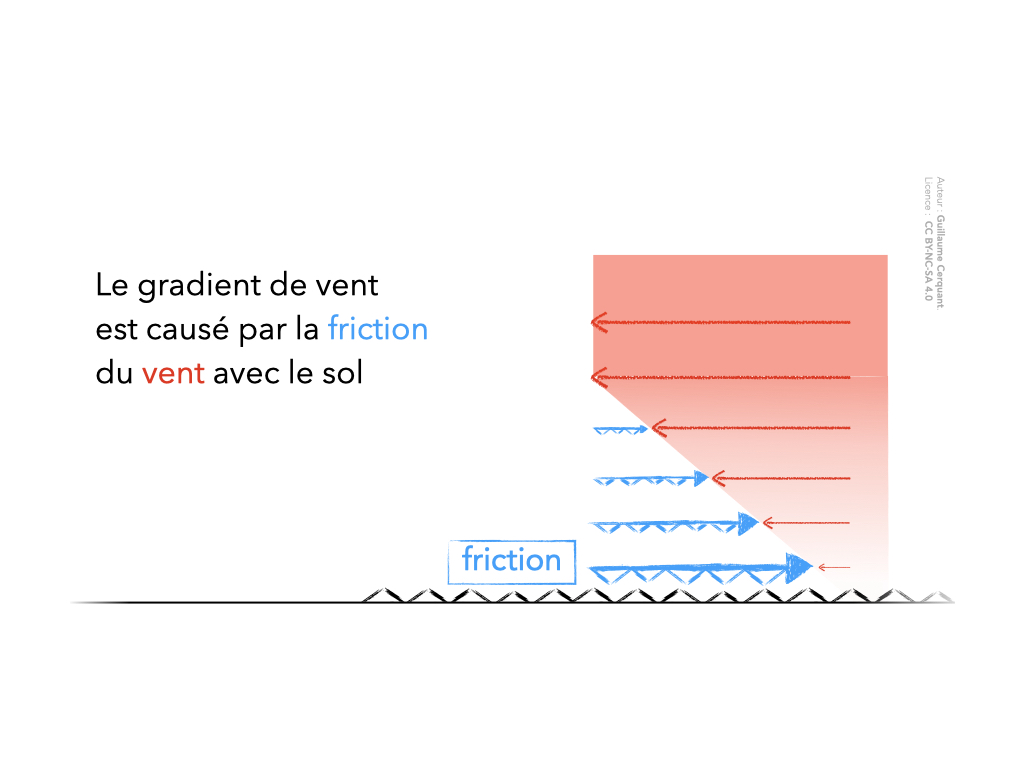 Le gradient de vent
est causé par la friction
du vent avec le sol
friction
Auteur : Guillaume Cerquant
Licence : CC BY-NC-SA 4.0